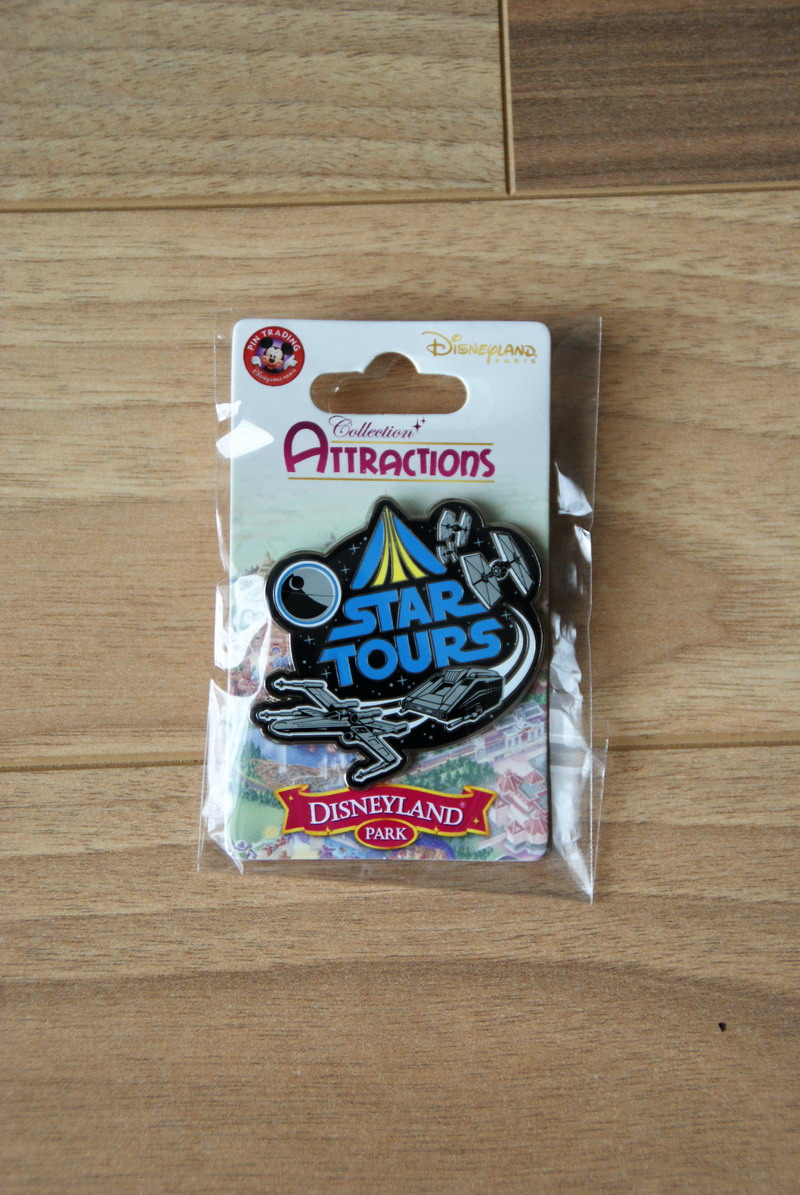 PIN TRADING
DISNEYLAND
PARIS
Collection
ATTRACTIONS
STAR
TOURS
DISNEYLAND
PARK